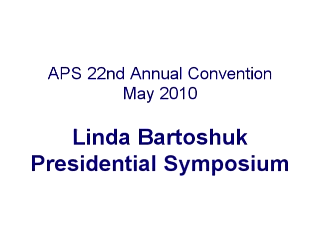 APS 22nd Annual Convention
May 2010
Linda Bartoshuk
Presidential Symposium